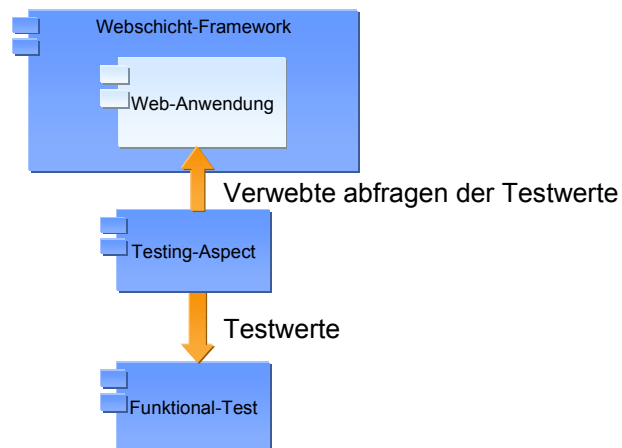 Webschicht-Framework
Web-Anwendung
Verwebte abfragen der Testwerte
Testing-Aspect
Testwerte
Funktional-Test